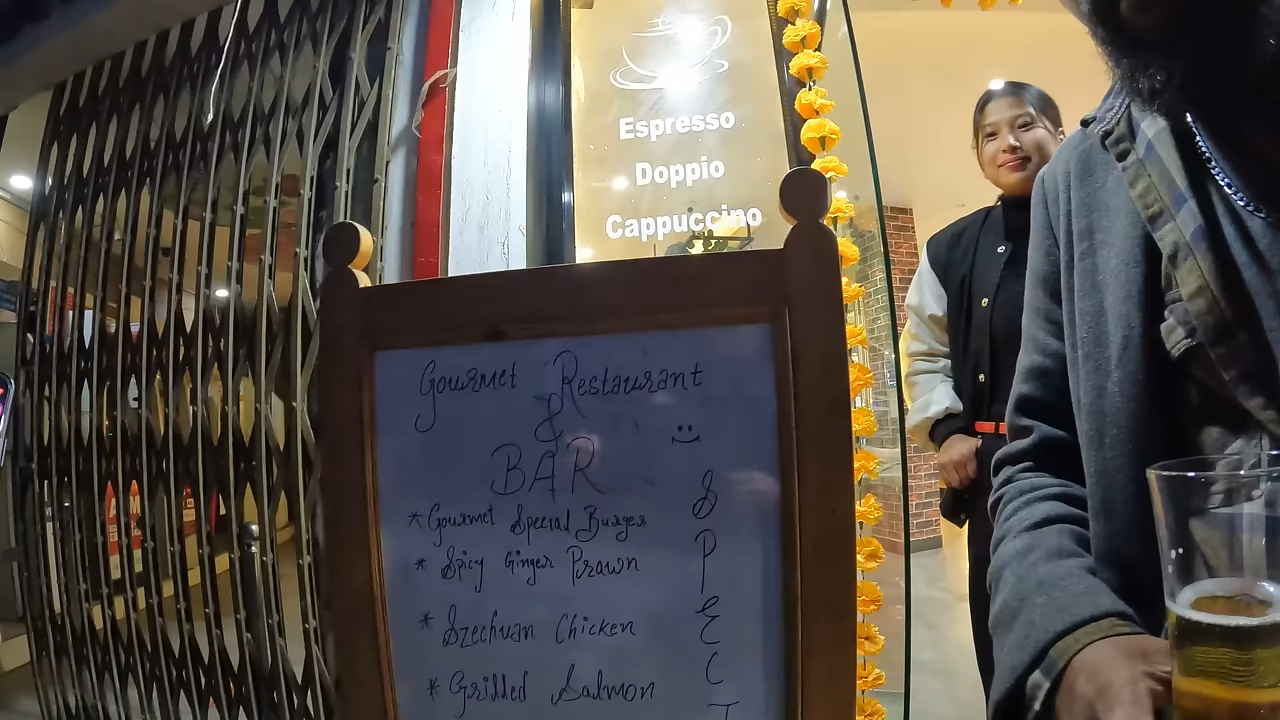 Espresso
Doppio
Cappuccino
Gourmet Restaurant
&
BAR
:)
* Gourmet Special Burger
* Spicy Ginger Prawn
* Szechuan Chicken
* Grilled Salmon
S
P
E
C
I